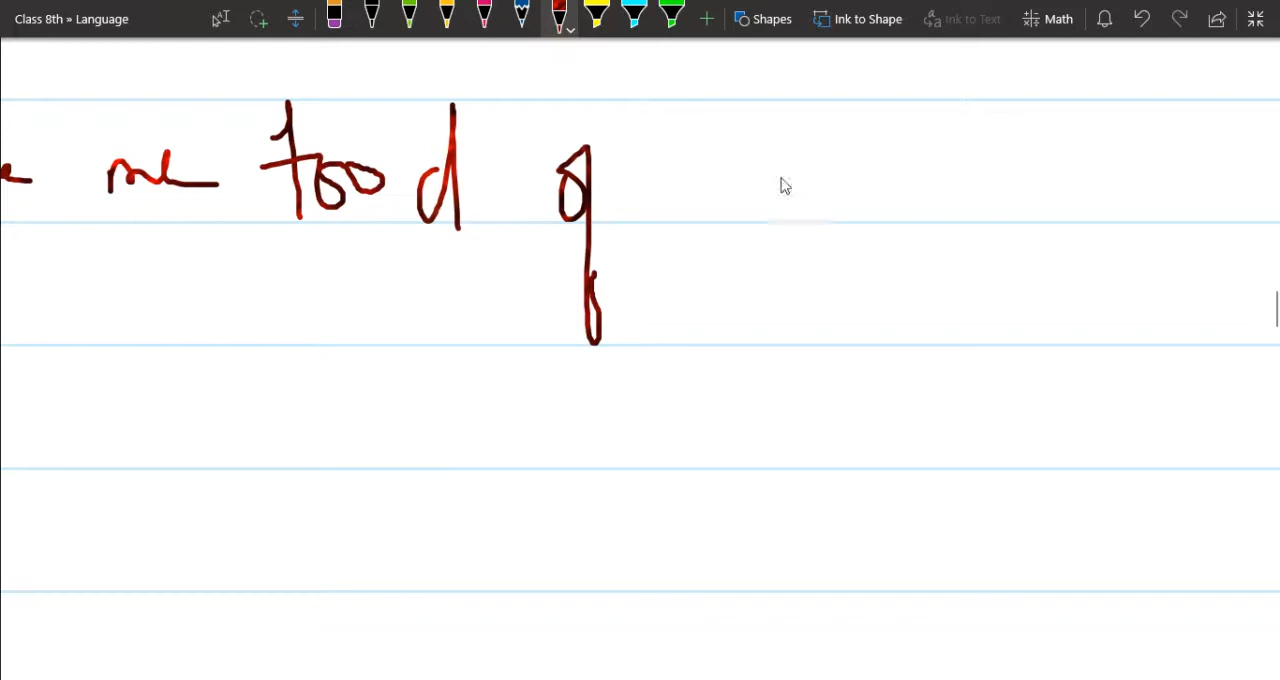 Class 8th » Language Shapes Ink to Shape Ink to Text Math
me food q